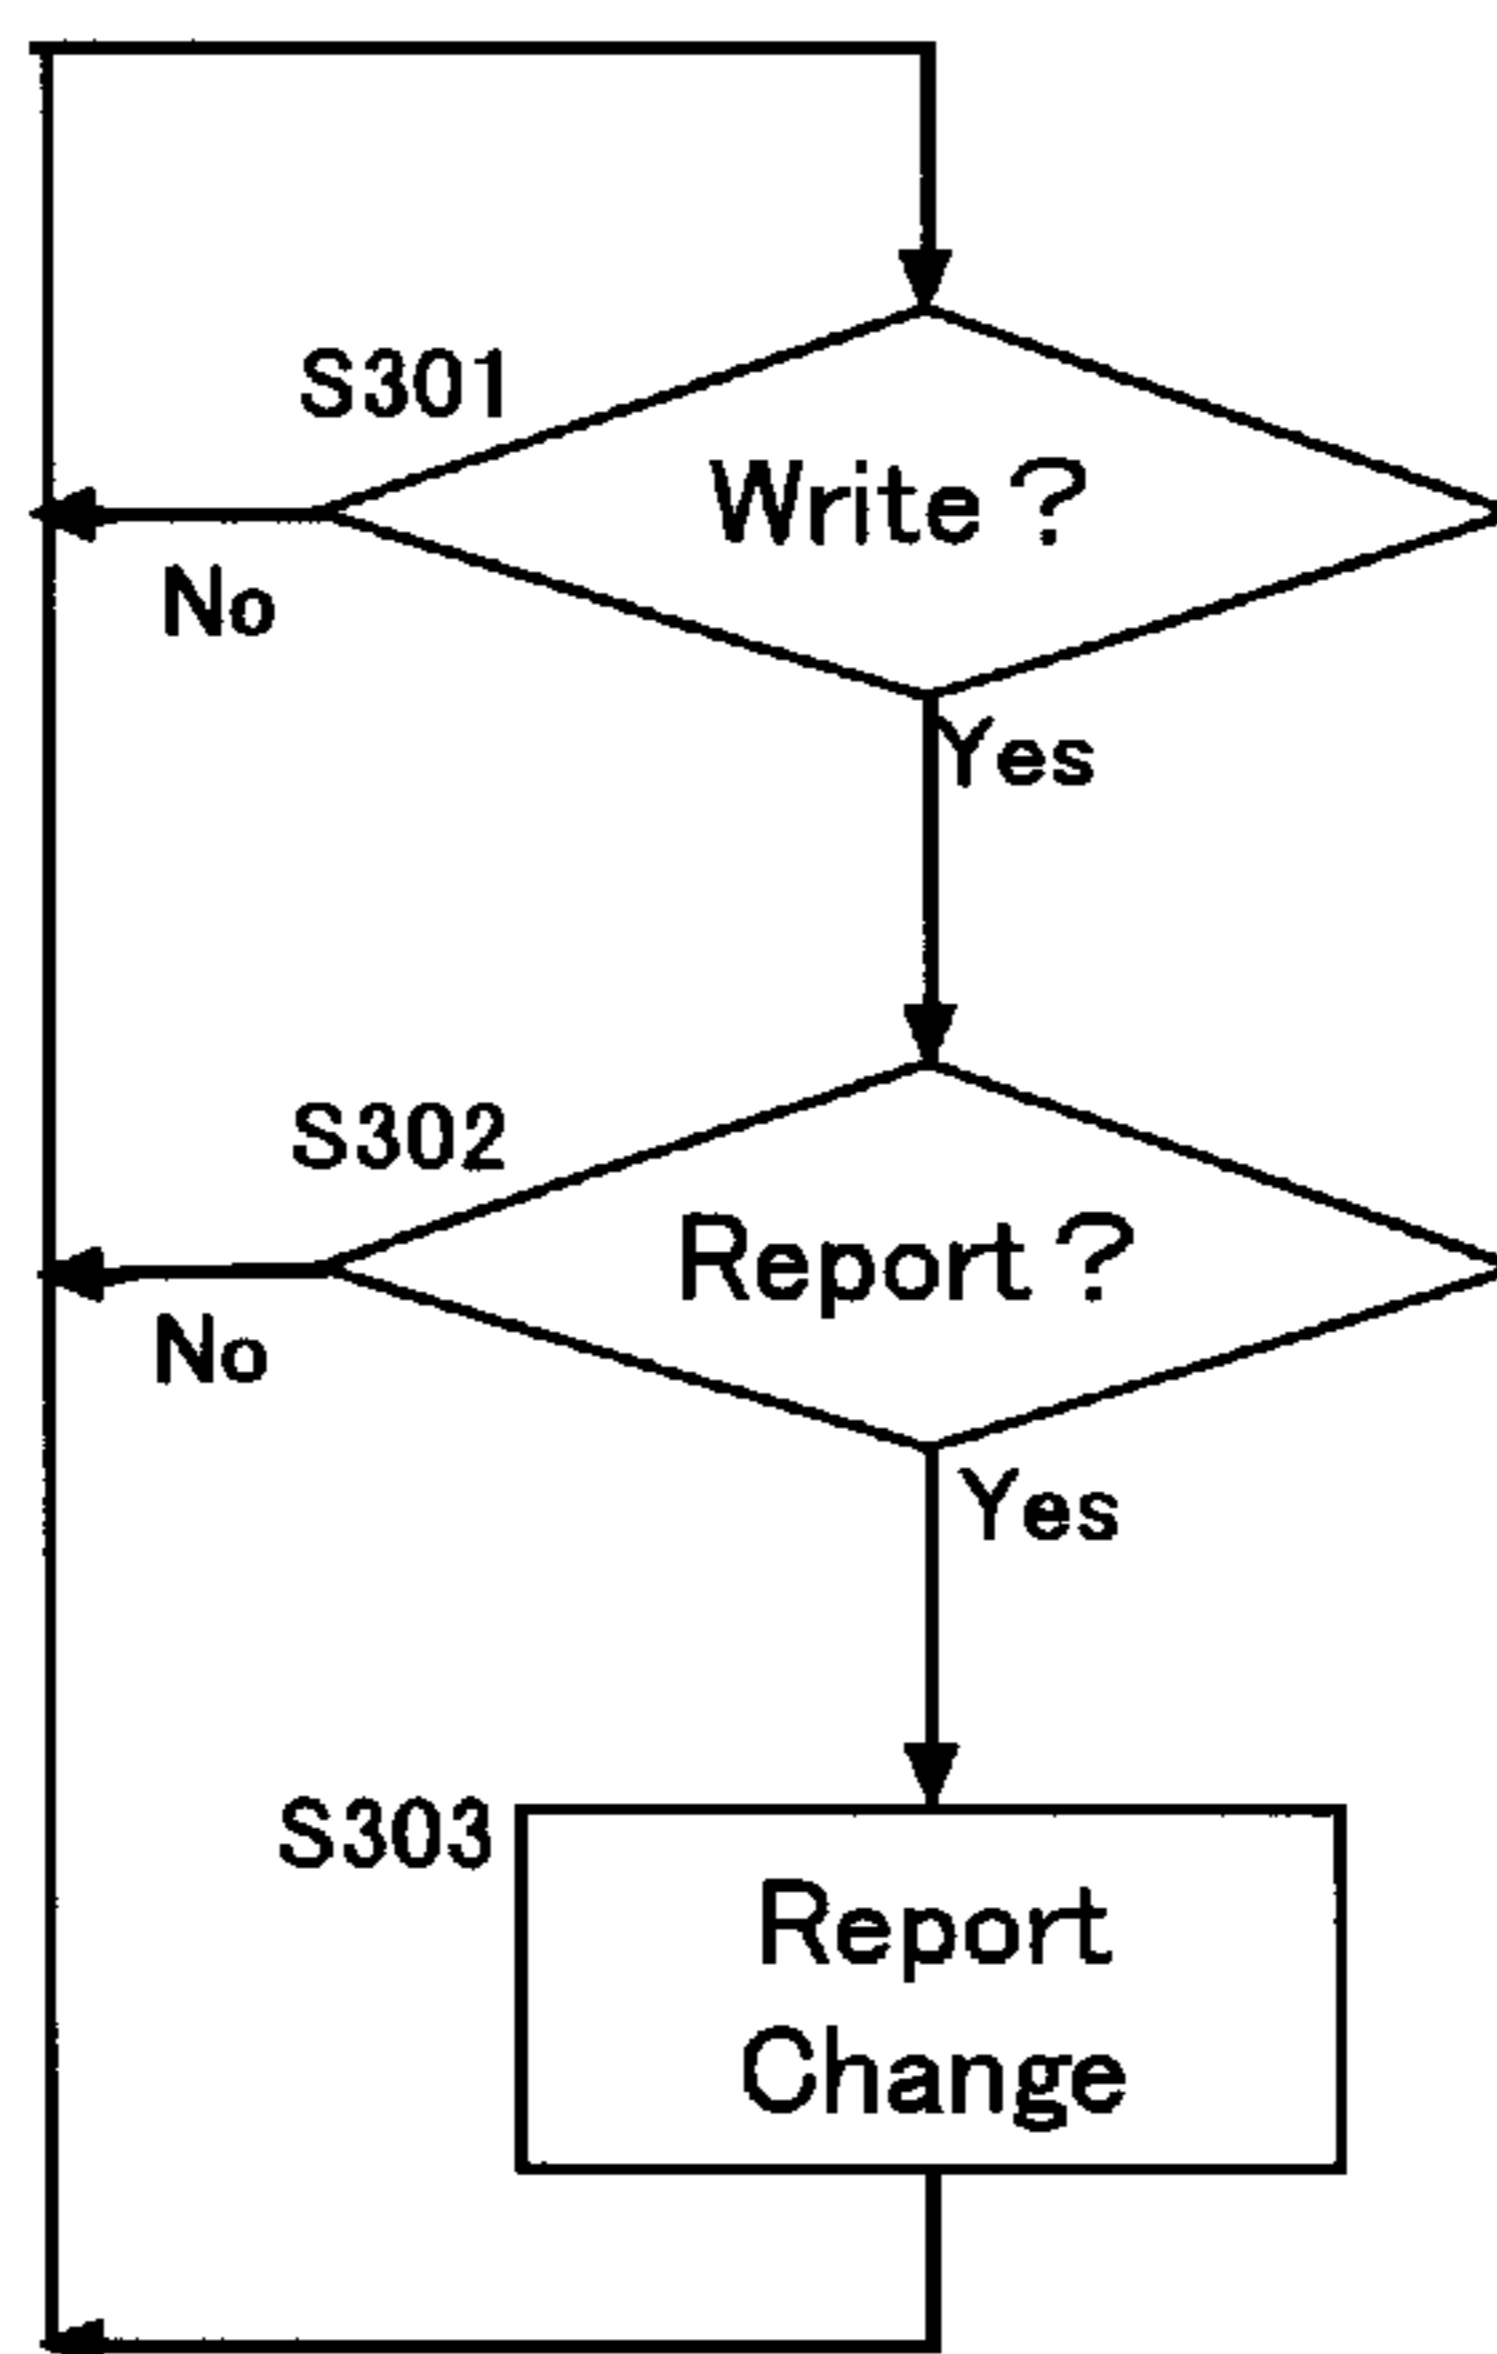 S301
Write ?
No
Yes
S302
Report ?
No
Yes
S303
Report
Change